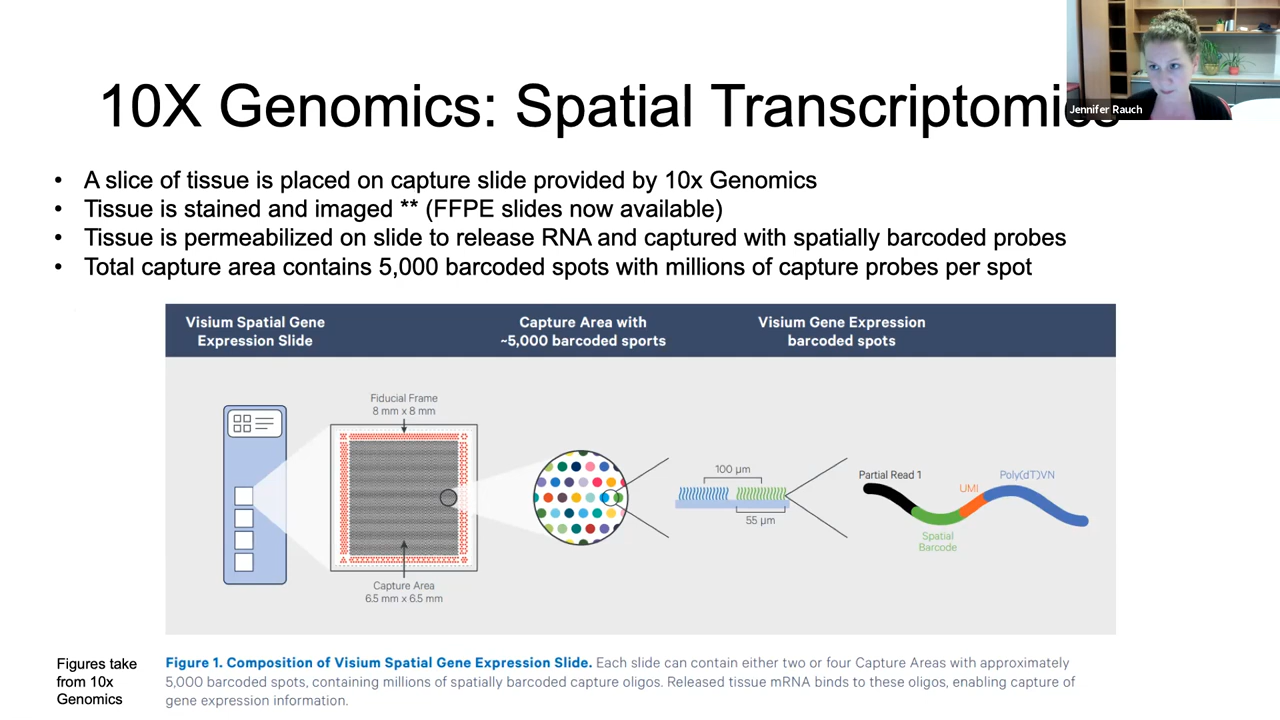 10X Genomics: Spatial Transcriptomics
Jennifer Rauch
• A slice of tissue is placed on capture slide provided by 10x Genomics
• Tissue is stained and imaged ** (FFPE slides now available)
• Tissue is permeabilized on slide to release RNA and captured with spatially barcoded probes
• Total capture area contains 5,000 barcoded spots with millions of capture probes per spot
Visium Spatial Gene
Expression Slide
Capture Area with
~5,000 barcoded sports
Visium Gene Expression
barcoded spots
Fiducial Frame
8 mm x 8 mm
Capture Area
6.5 mm x 6.5 mm
100 µm
55 µm
Partial Read 1
Spatial
Barcode
UMI
Poly(dT)VN
Figures take
from 10x
Genomics
Figure 1. Composition of Visium Spatial Gene Expression Slide. Each slide can contain either two or four Capture Areas with approximately
5,000 barcoded spots, containing millions of spatially barcoded capture oligos. Released tissue mRNA binds to these oligos, enabling capture of
gene expression information.